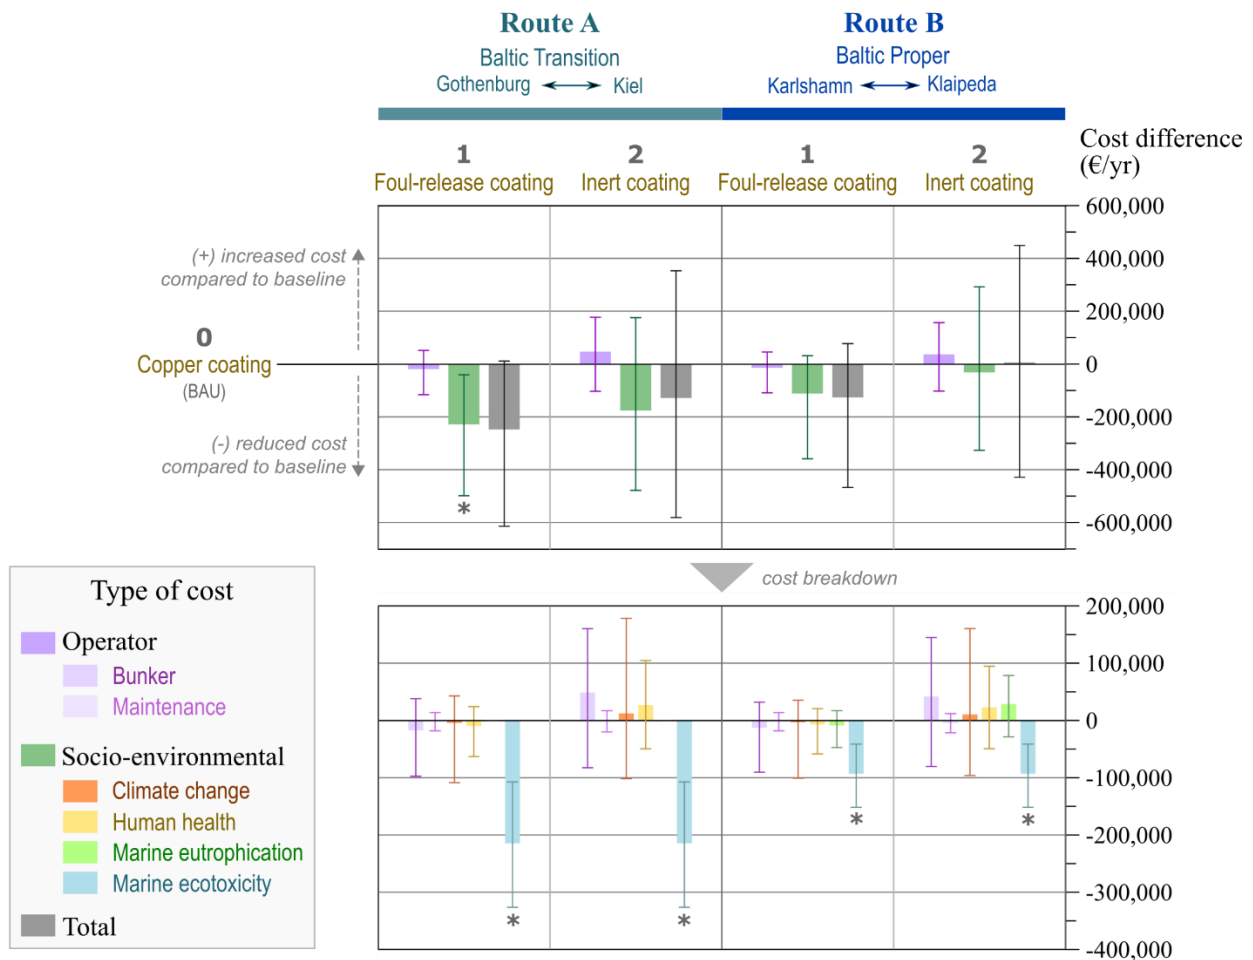 Route A
Baltic Transition
Gothenburg
Kiel
Route B
Baltic Proper
Karlshamn
Klaipeda
1
Foul-release coating
2
Inert coating
1
Foul-release coating
2
Inert coating
Cost difference
(€/yr)
600,000
400,000
200,000
0
-200,000
-400,000
-600,000
(+) increased cost
compared to baseline
0
Copper coating
(BAU)
(-) reduced cost
compared to baseline
*
cost breakdown
200,000
100,000
0
-100,000
-200,000
-300,000
-400,000
*
*
*
*
Type of cost
Operator
Bunker
Maintenance
Socio-environmental
Climate change
Human health
Marine eutrophication
Marine ecotoxicity
Total